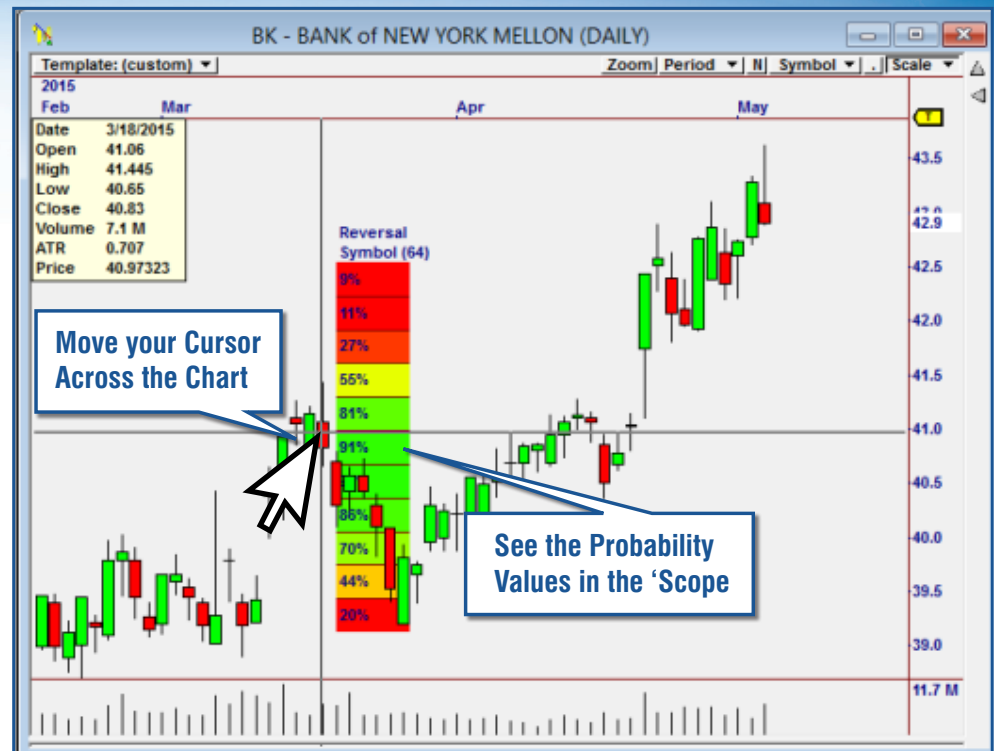 BK - BANK of NEW YORK MELLON (DAILY)
Template: (custom) Zoom Period N Symbol . Scale
2015
Feb Mar Apr May
T
Date 3/18/2015
Open 41.06
High 41.445
Low 40.65
Close 40.83
Volume 7.1 M
ATR 0.707
Price 40.97323
Reversal
Symbol (64)
9%
11%
27%
55%
81%
91%
86%
70%
44%
20%
Move your Cursor
Across the Chart
See the Probability
Values in the ‘Scope
43.5
42.9
42.5
42.0
41.5
41.0
40.5
40.0
39.5
39.0
11.7 M